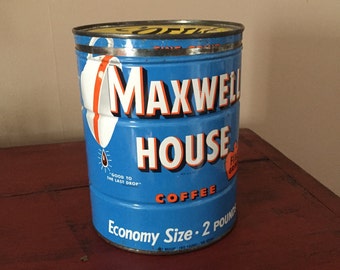 MAXWELL
HOUSE
"GOOD TO
THE LAST DROP"
COFFEE
Economy Size - 2 POUNDS